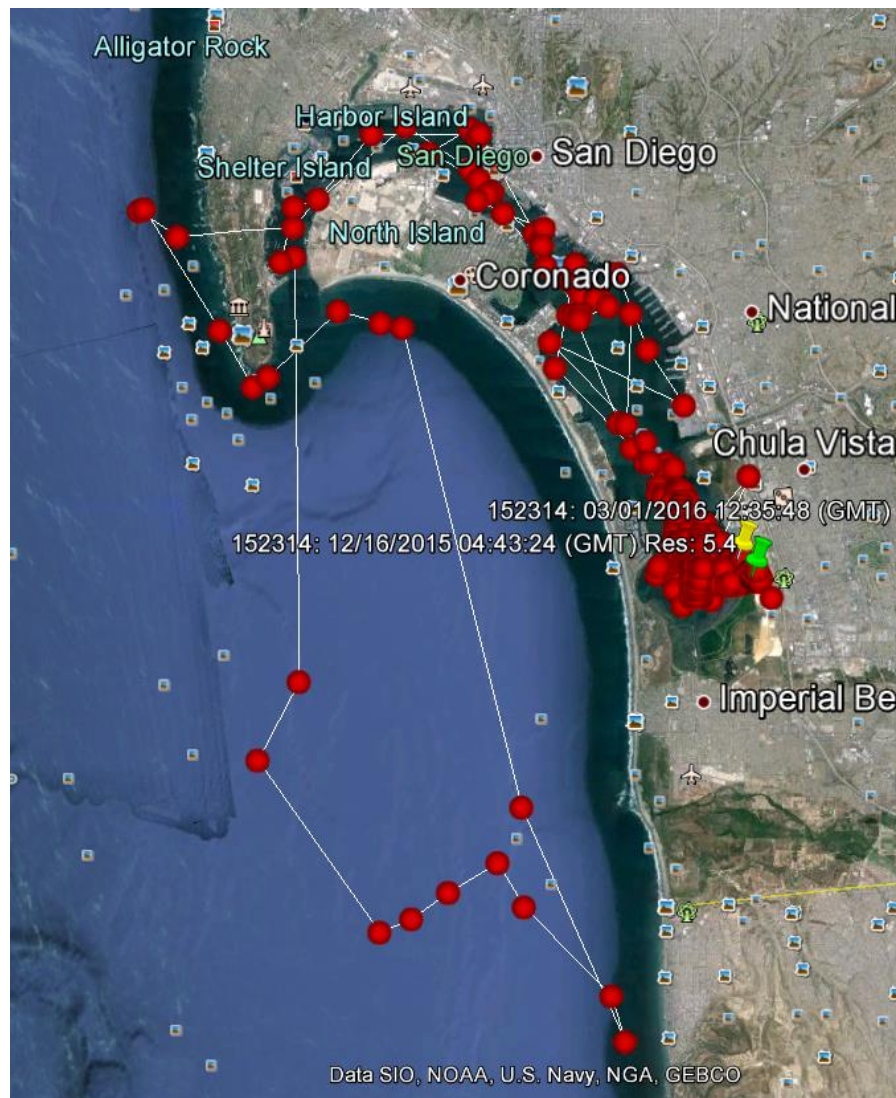 Alligator Rock
Harbor Island
San Diego
San Diego
Shelter Island
North Island
Coronado
National
Chula Vista
152314: 03/01/2016 12:35:48 (GMT)
152314: 12/16/2015 04:43:24 (GMT) Res: 5.4
Imperial Be
Data SIO, NOAA, U.S. Navy, NGA, GEBCO